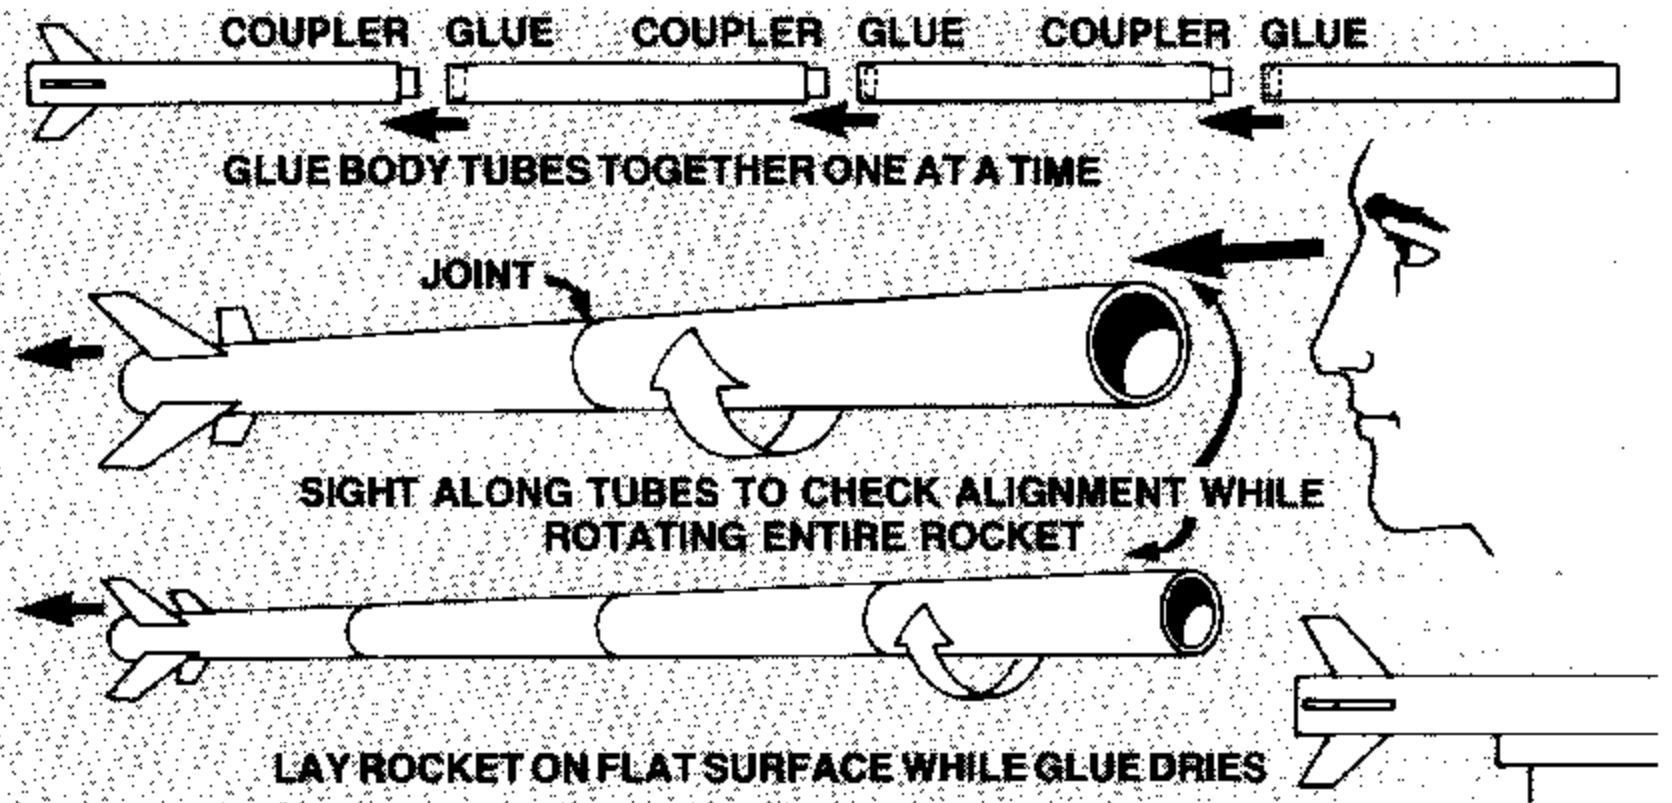 COUPLER GLUE COUPLER GLUE COUPLER GLUE
GLUE BODY TUBES TOGETHER ONE AT A TIME
JOINT
SIGHT ALONG TUBES TO CHECK ALIGNMENT WHILE
ROTATING ENTIRE ROCKET
LAY ROCKET ON FLAT SURFACE WHILE GLUE DRIES